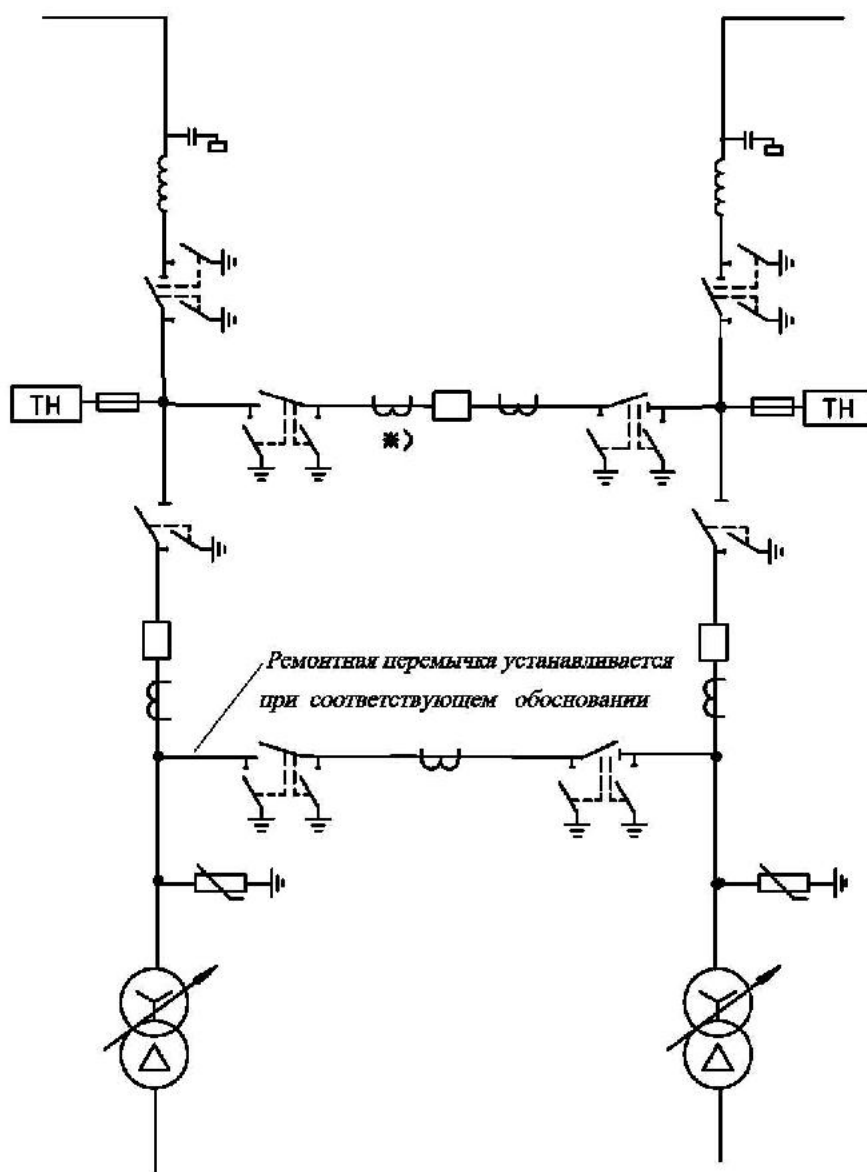 ТН
ТН
※)
Ремонтная перемычка устанавливается
при соответствующем обосновании